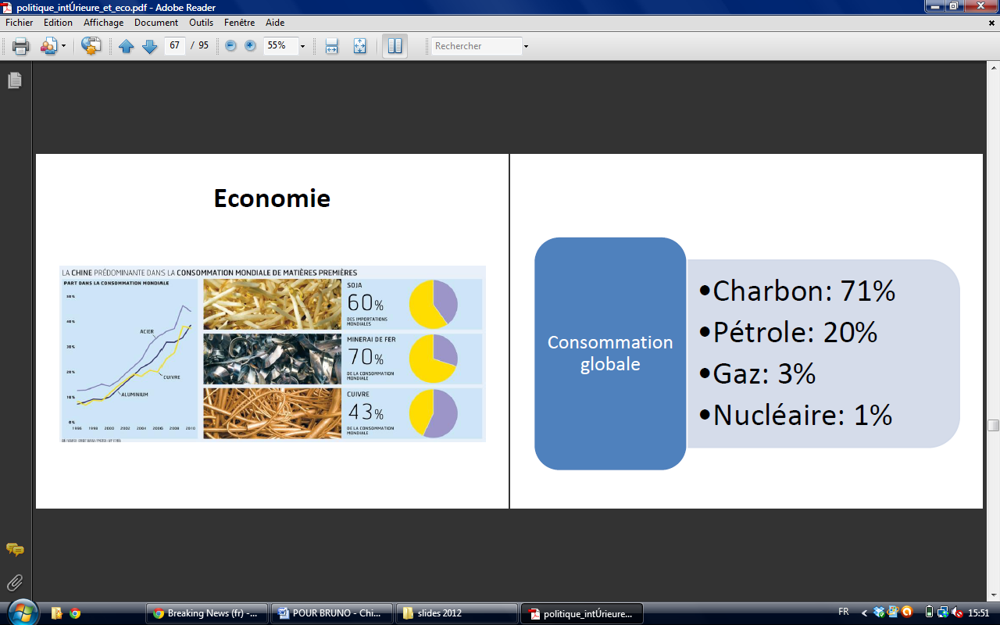 politique_intÚrieure_et_eco.pdf - Adobe Reader
Fichier Edition Affichage Document Outils Fenêtre Aide
67 / 95 55% Rechercher
Economie
LA CHINE PRÉDOMINANTE DANS LA CONSOMMATION MONDIALE DE MATIÈRES PREMIÈRES
PART DANS LA CONSOMMATION MONDIALE
50%
40%
30%
20%
10%
0%
ACIER
CUIVRE
ALUMINIUM
1996 1998 2000 2002 2004 2006 2008 2010
SOJA
60%
DES IMPORTATIONS
MONDIALES
MINERAI DE FER
70%
DE LA CONSOMMATION
MONDIALE
CUIVRE
43%
DE LA CONSOMMATION
MONDIALE
Consommation
globale
•Charbon: 71%
•Pétrole: 20%
•Gaz: 3%
•Nucléaire: 1%
Breaking News (fr) -... POUR BRUNO - Chi... slides 2012 politique_intÚrieure... FR 15:51